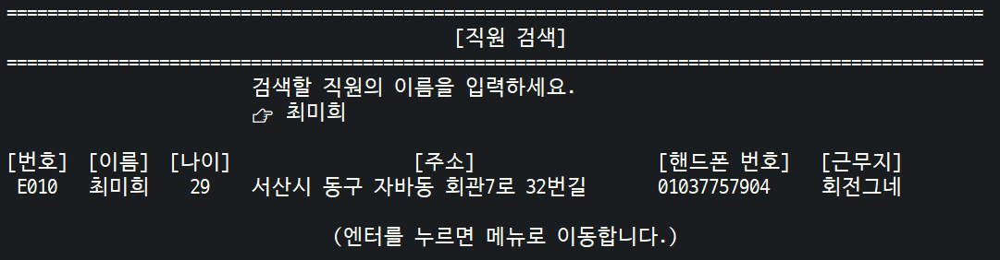 ================================================================================================
[직원 검색]
================================================================================================
검색할 직원의 이름을 입력하세요.
👉 최미희
[번호] [이름] [나이] [주소] [핸드폰 번호] [근무지]
E010 최미희 29 서산시 동구 자바동 회관7로 32번길 01037757904 회전그네
(엔터를 누르면 메뉴로 이동합니다.)